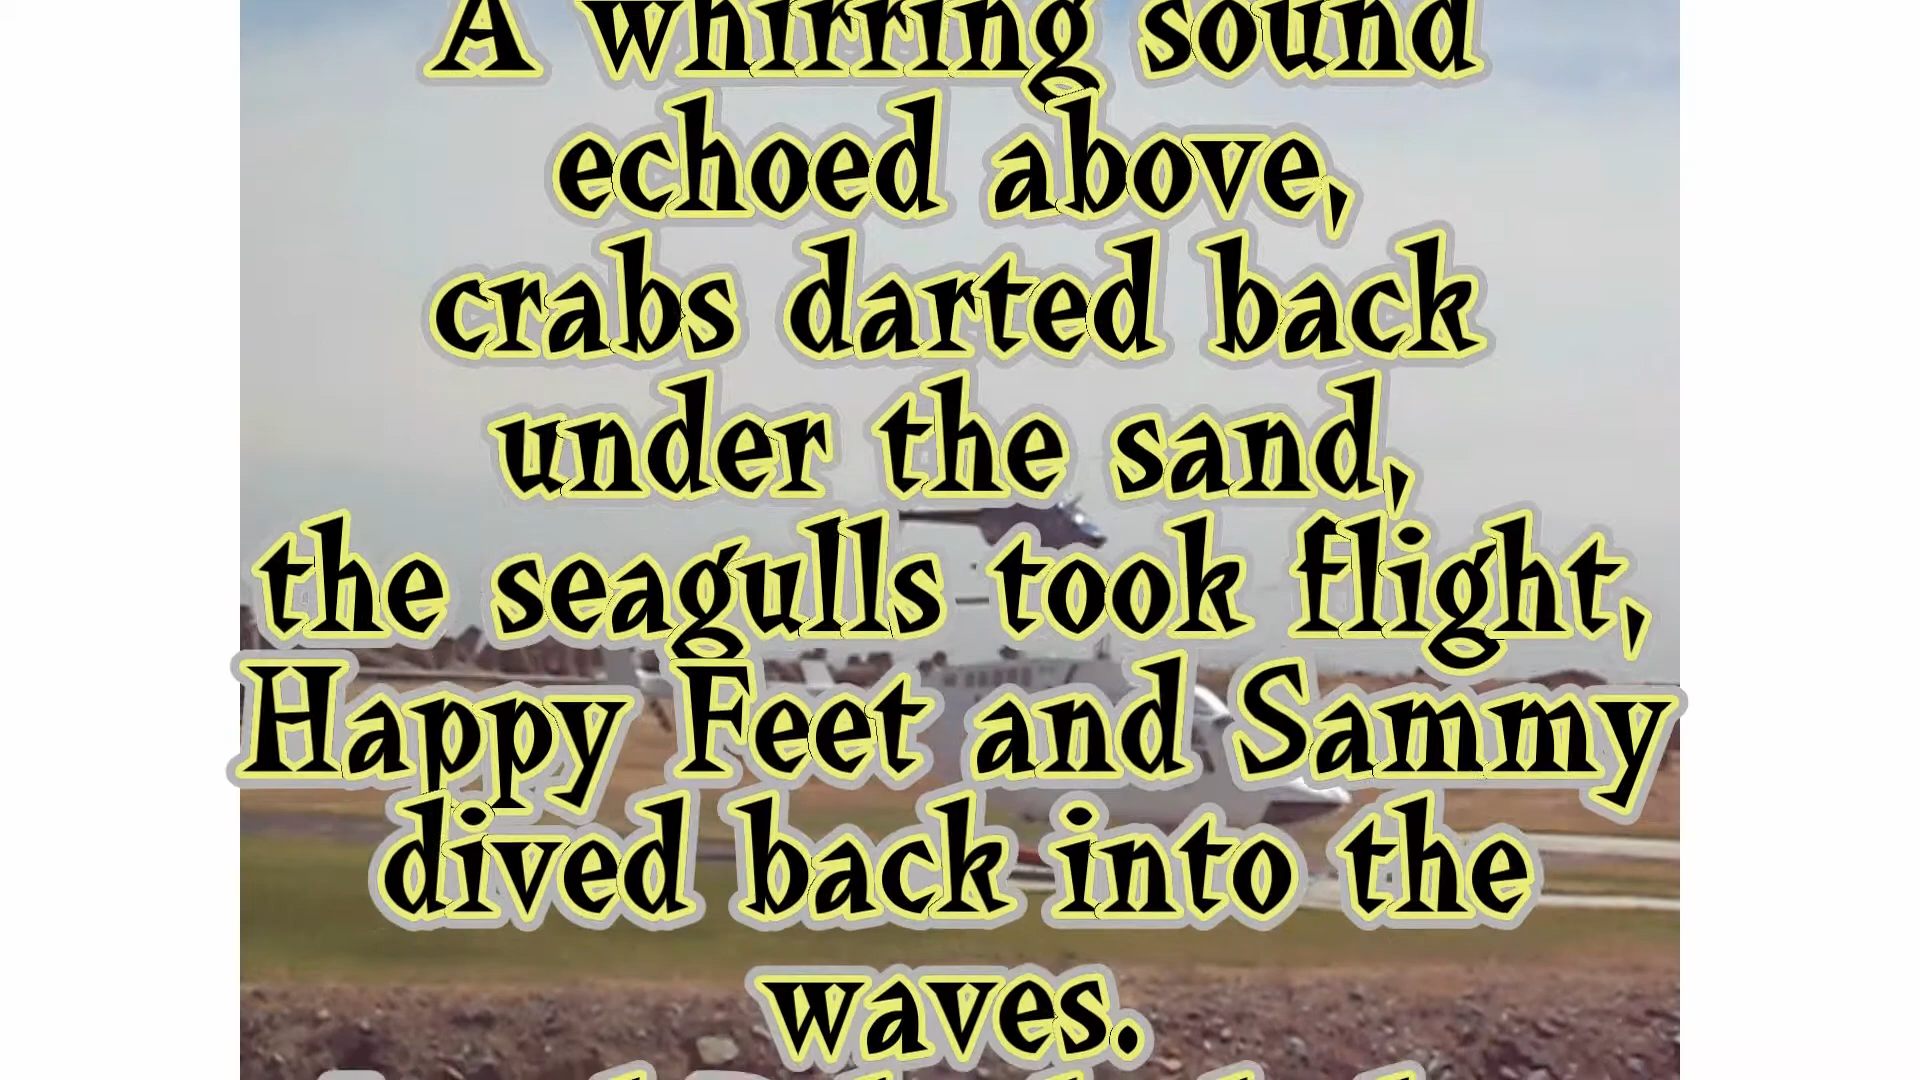 A whirring sound
echoed above,
crabs darted back
under the sand,
the seagulls took flight,
Happy Feet and Sammy
dived back into the
waves.